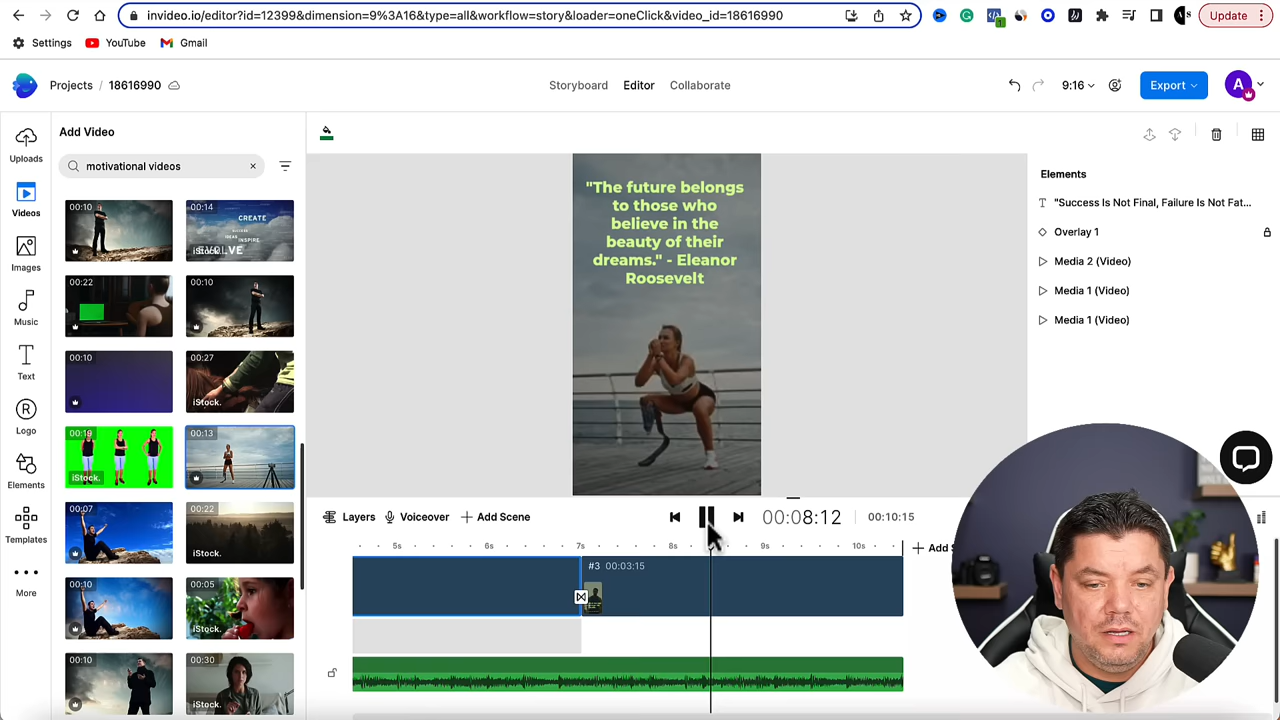 invideo.io/editor?id=12399&dimension=9%3A16&type=all&workflow=story&loader=oneClick&video_id=18616990
1
Update
Settings
YouTube
Gmail
Projects / 18616990
Storyboard
Editor
Collaborate
9:16
Export
A
Uploads
Videos
Images
Music
Text
Logo
Elements
Templates
More
Add Video
motivational videos
00:10
00:14
CREATE
SUCCESS
IDEAS INSPIRE
EVOLVE
iStock.
00:22
00:10
00:10
00:27
iStock.
00:19
iStock.
00:13
00:07
00:22
iStock.
00:10
00:05
iStock.
00:10
00:30
iStock.
"The future belongs
to those who
believe in the
beauty of their
dreams." - Eleanor
Roosevelt
Elements
"Success Is Not Final, Failure Is Not Fat...
Overlay 1
Media 2 (Video)
Media 1 (Video)
Media 1 (Video)
Layers
Voiceover
Add Scene
00:08:12
00:10:15
5s
6s
7s
8s
9s
10s
#3 00:03:15